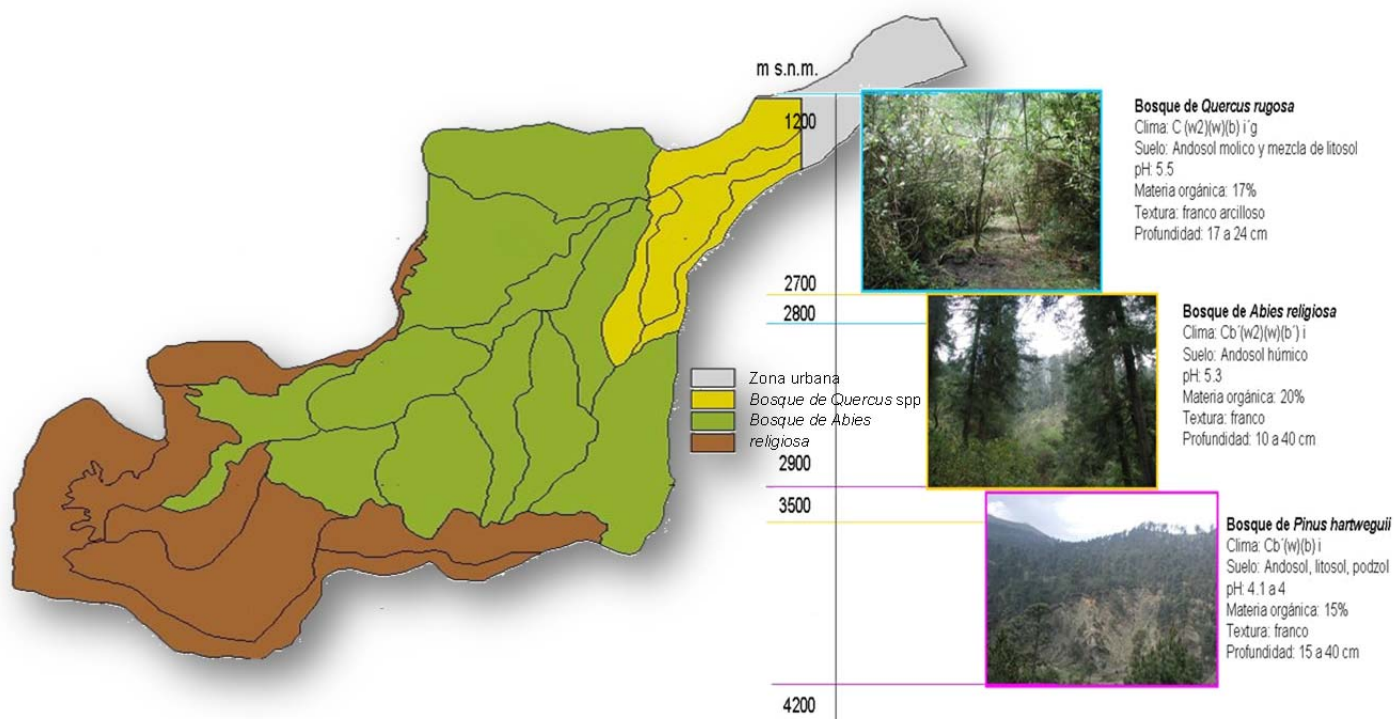 m s.n.m.
1200
2700
2800
2900
3500
4200
Zona urbana
Bosque de Quercus spp
Bosque de Abies
religiosa
Bosque de Quercus rugosa
Clima: C (w2)(w)(b) i´g
Suelo: Andosol molico y mezcla de litosol
pH: 5.5
Materia orgánica: 17%
Textura: franco arcilloso
Profundidad: 17 a 24 cm
Bosque de Abies religiosa
Clima: Cb´(w2)(w)(b´) i
Suelo: Andosol húmico
pH: 5.3
Materia orgánica: 20%
Textura: franco
Profundidad: 10 a 40 cm
Bosque de Pinus hartweguii
Clima: Cb´(w)(b) i
Suelo: Andosol, litosol, podzol
pH: 4.1 a 4
Materia orgánica: 15%
Textura: franco
Profundidad: 15 a 40 cm